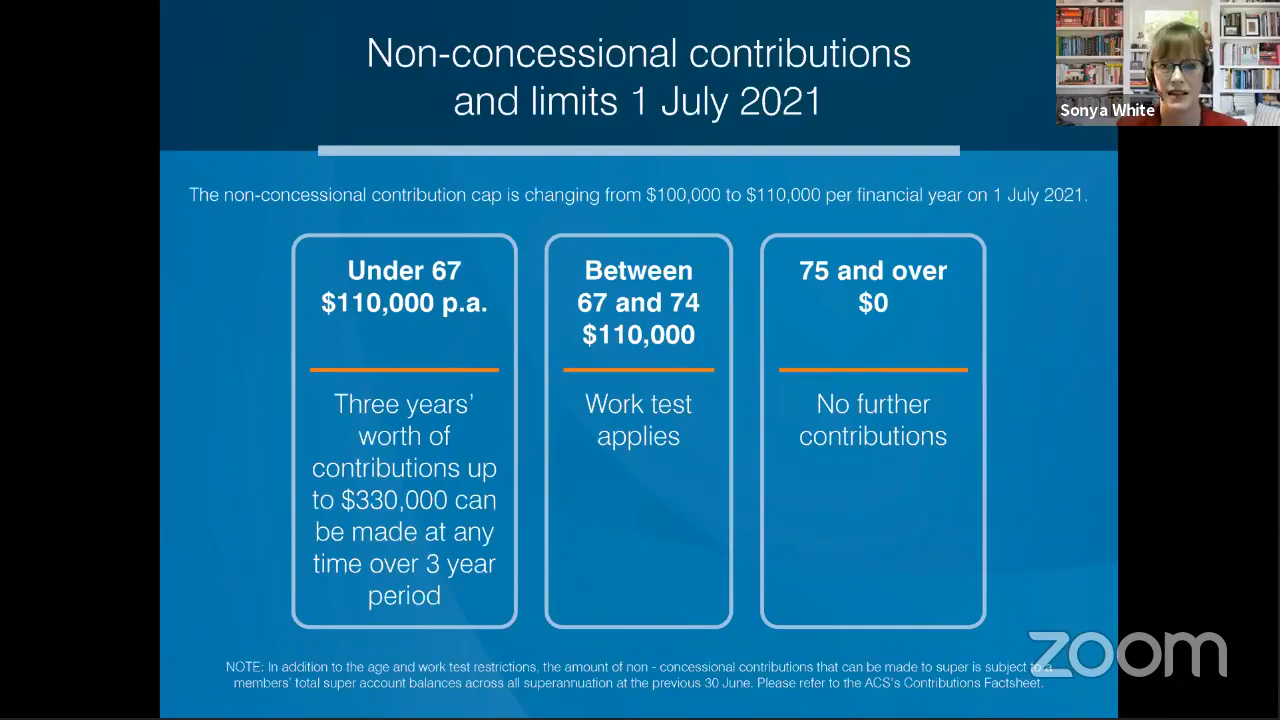 Non-concessional contributions
and limits 1 July 2021
Sonya White
The non-concessional contribution cap is changing from $100,000 to $110,000 per financial year on 1 July 2021.
Under 67
$110,000 p.a.
Three years’
worth of
contributions up
to $330,000 can
be made at any
time over 3 year
period
Between
67 and 74
$110,000
Work test
applies
75 and over
$0
No further
contributions
NOTE: In addition to the age and work test restrictions, the amount of non - concessional contributions that can be made to super is subject to a
members’ total super account balances across all superannuation at the previous 30 June. Please refer to the ACS's Contributions Factsheet.
zoom